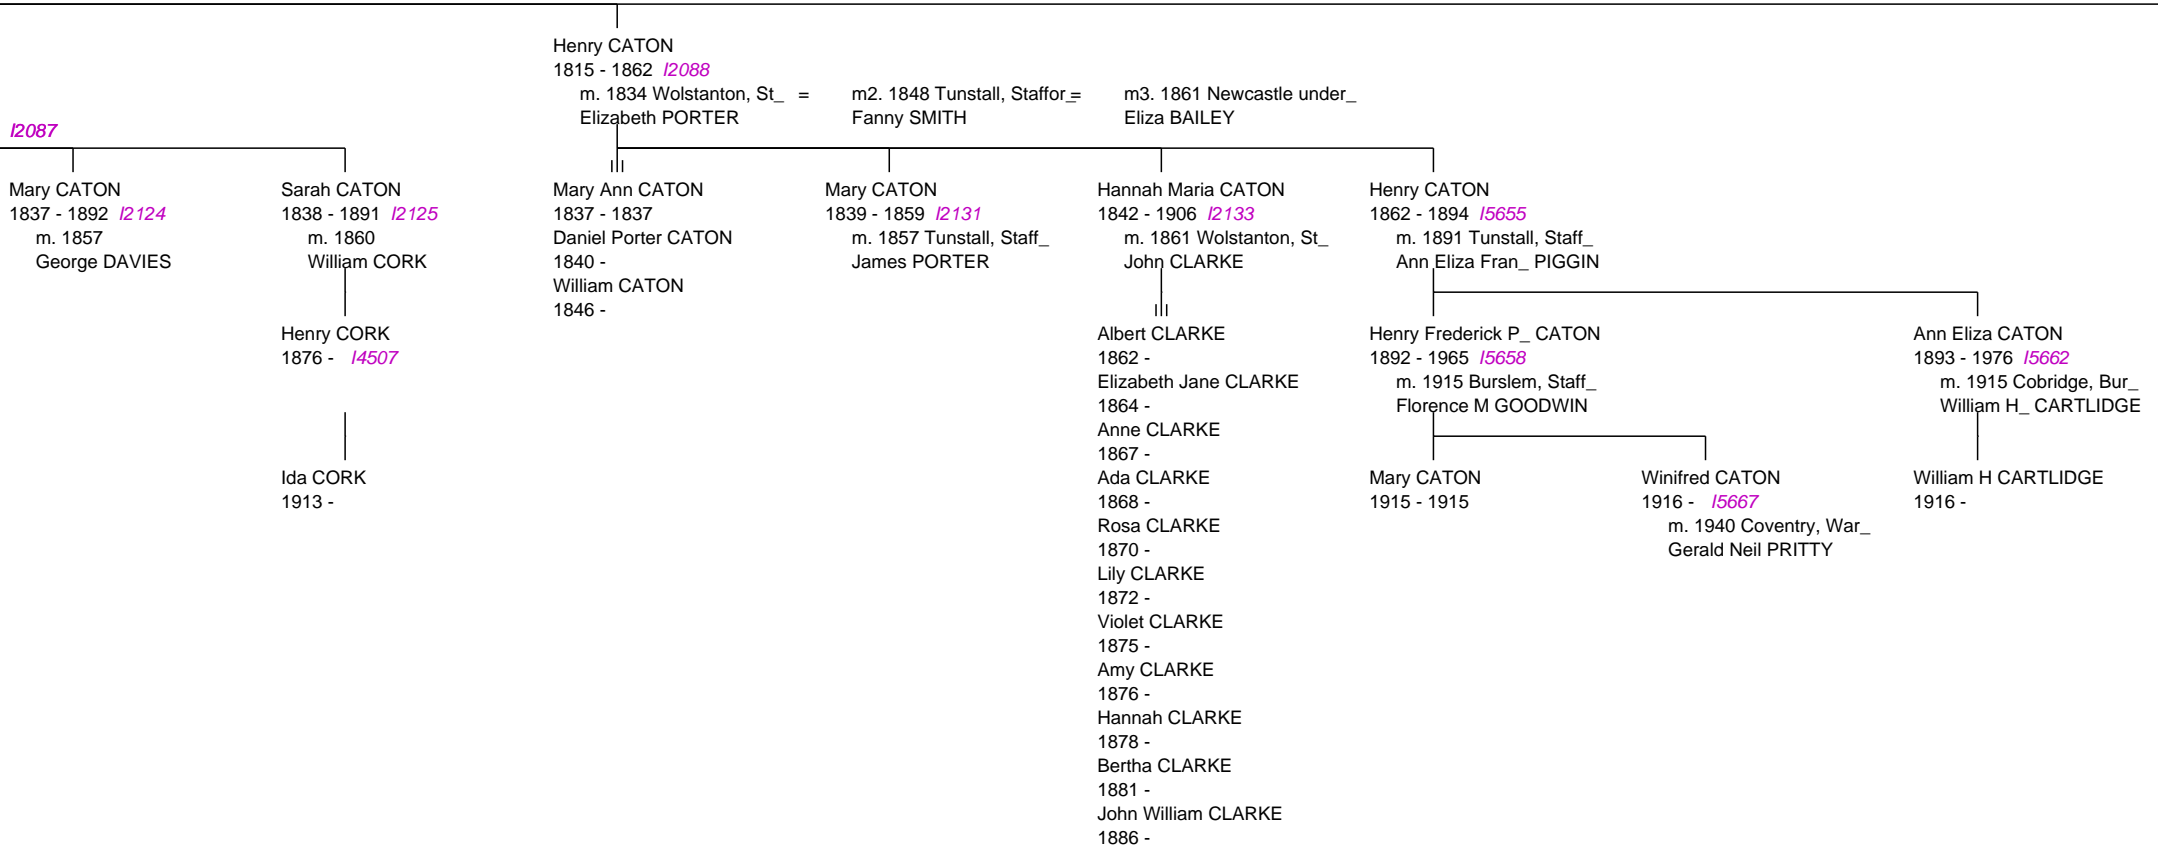 Henry CATON
1815 - 1862 I2088
m. 1834 Wolstanton, St_ =
Elizabeth PORTER
m2. 1848 Tunstall, Staffor_=
Fanny SMITH
m3. 1861 Newcastle under_
Eliza BAILEY
I2087
Mary CATON
1837 - 1892 I2124
m. 1857
George DAVIES
Sarah CATON
1838 - 1891 I2125
m. 1860
William CORK
Henry CORK
1876 - I4507
Ida CORK
1913 -
Mary Ann CATON
1837 - 1837
Daniel Porter CATON
1840 -
William CATON
1846 -
Mary CATON
1839 - 1859 I2131
m. 1857 Tunstall, Staff_
James PORTER
Hannah Maria CATON
1842 - 1906 I2133
m. 1861 Wolstanton, St_
John CLARKE
Albert CLARKE
1862 -
Elizabeth Jane CLARKE
1864 -
Anne CLARKE
1867 -
Ada CLARKE
1868 -
Rosa CLARKE
1870 -
Lily CLARKE
1872 -
Violet CLARKE
1875 -
Amy CLARKE
1876 -
Hannah CLARKE
1878 -
Bertha CLARKE
1881 -
John William CLARKE
1886 -
Henry CATON
1862 - 1894 I5655
m. 1891 Tunstall, Staff_
Ann Eliza Fran_ PIGGIN
Henry Frederick P_ CATON
1892 - 1965 I5658
m. 1915 Burslem, Staff_
Florence M GOODWIN
Mary CATON
1915 - 1915
Winifred CATON
1916 - I5667
m. 1940 Coventry, War_
Gerald Neil PRITTY
Ann Eliza CATON
1893 - 1976 I5662
m. 1915 Cobridge, Bur_
William H_ CARTLIDGE
William H CARTLIDGE
1916 -